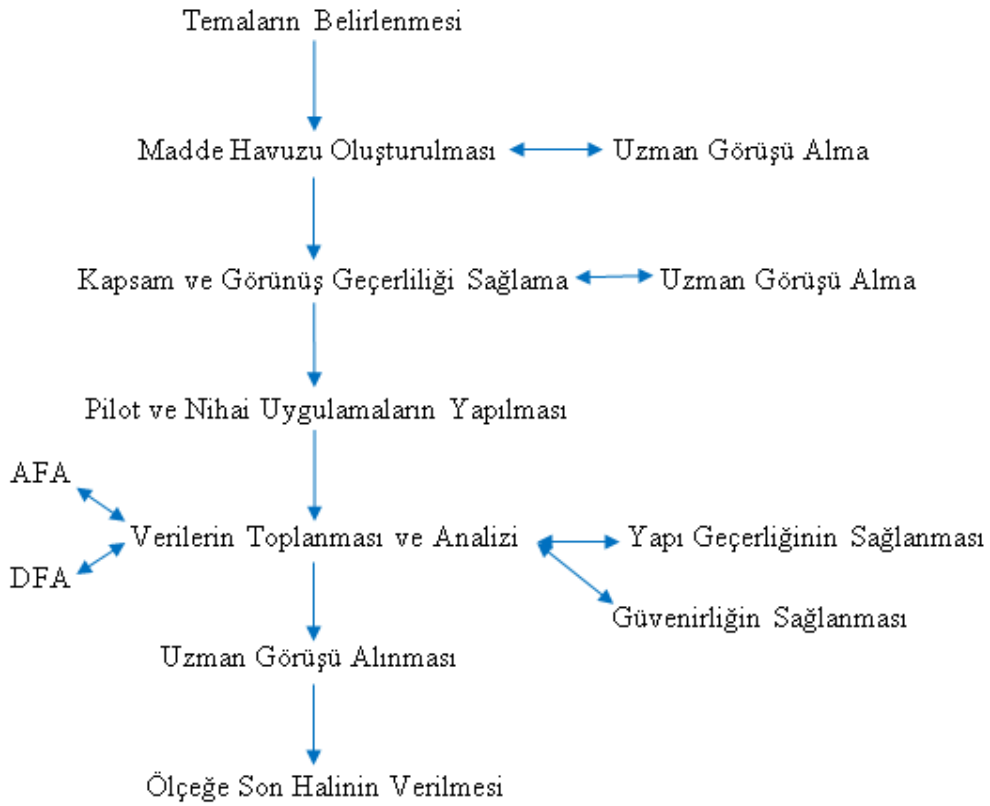 Temaların Belirlenmesi
Madde Havuzu Oluşturulması
Uzman Görüşü Alma
Kapsam ve Görünüş Geçerliliği Sağlama
Uzman Görüşü Alma
Pilot ve Nihai Uygulamaların Yapılması
AFA
Verilerin Toplanması ve Analizi
Yapı Geçerliğinin Sağlanması
DFA
Güvenirliğin Sağlanması
Uzman Görüşü Alınması
Ölçeğe Son Halinin Verilmesi